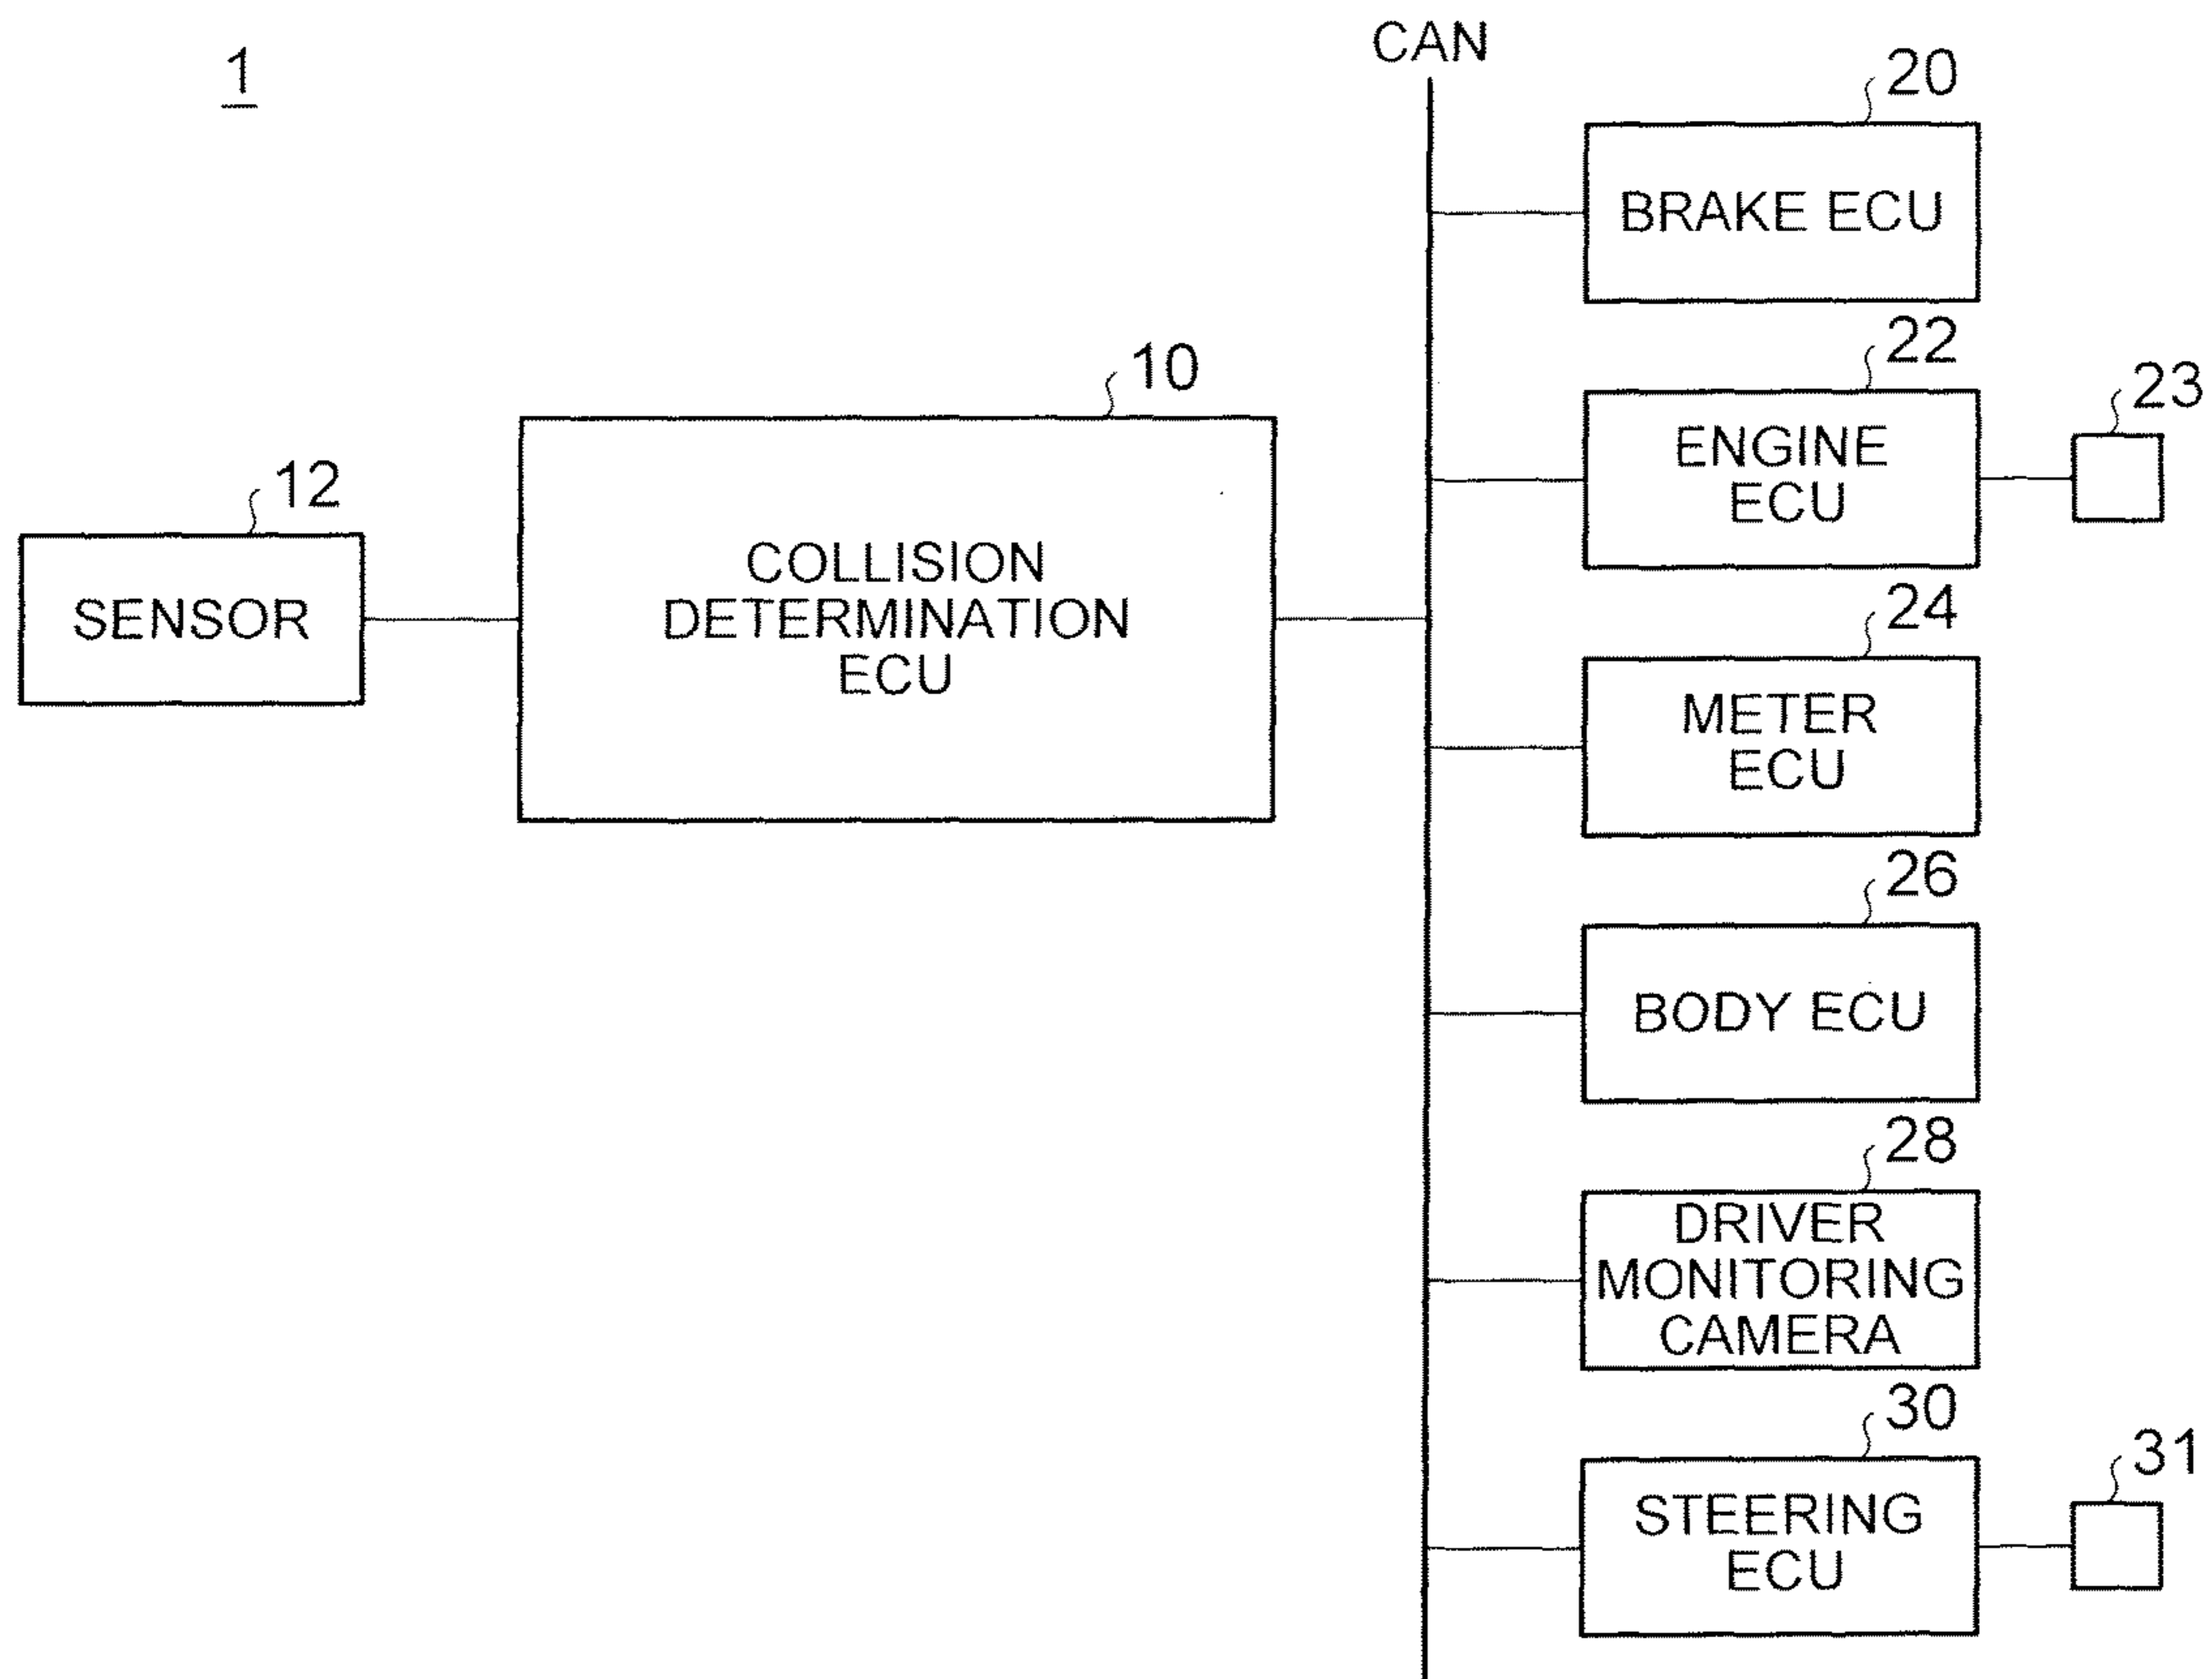 1
CAN
20
BRAKE ECU
22
ENGINE
ECU
23
10
COLLISION
DETERMINATION
ECU
12
SENSOR
24
METER
ECU
26
BODY ECU
28
DRIVER
MONITORING
CAMERA
30
STEERING
ECU
31